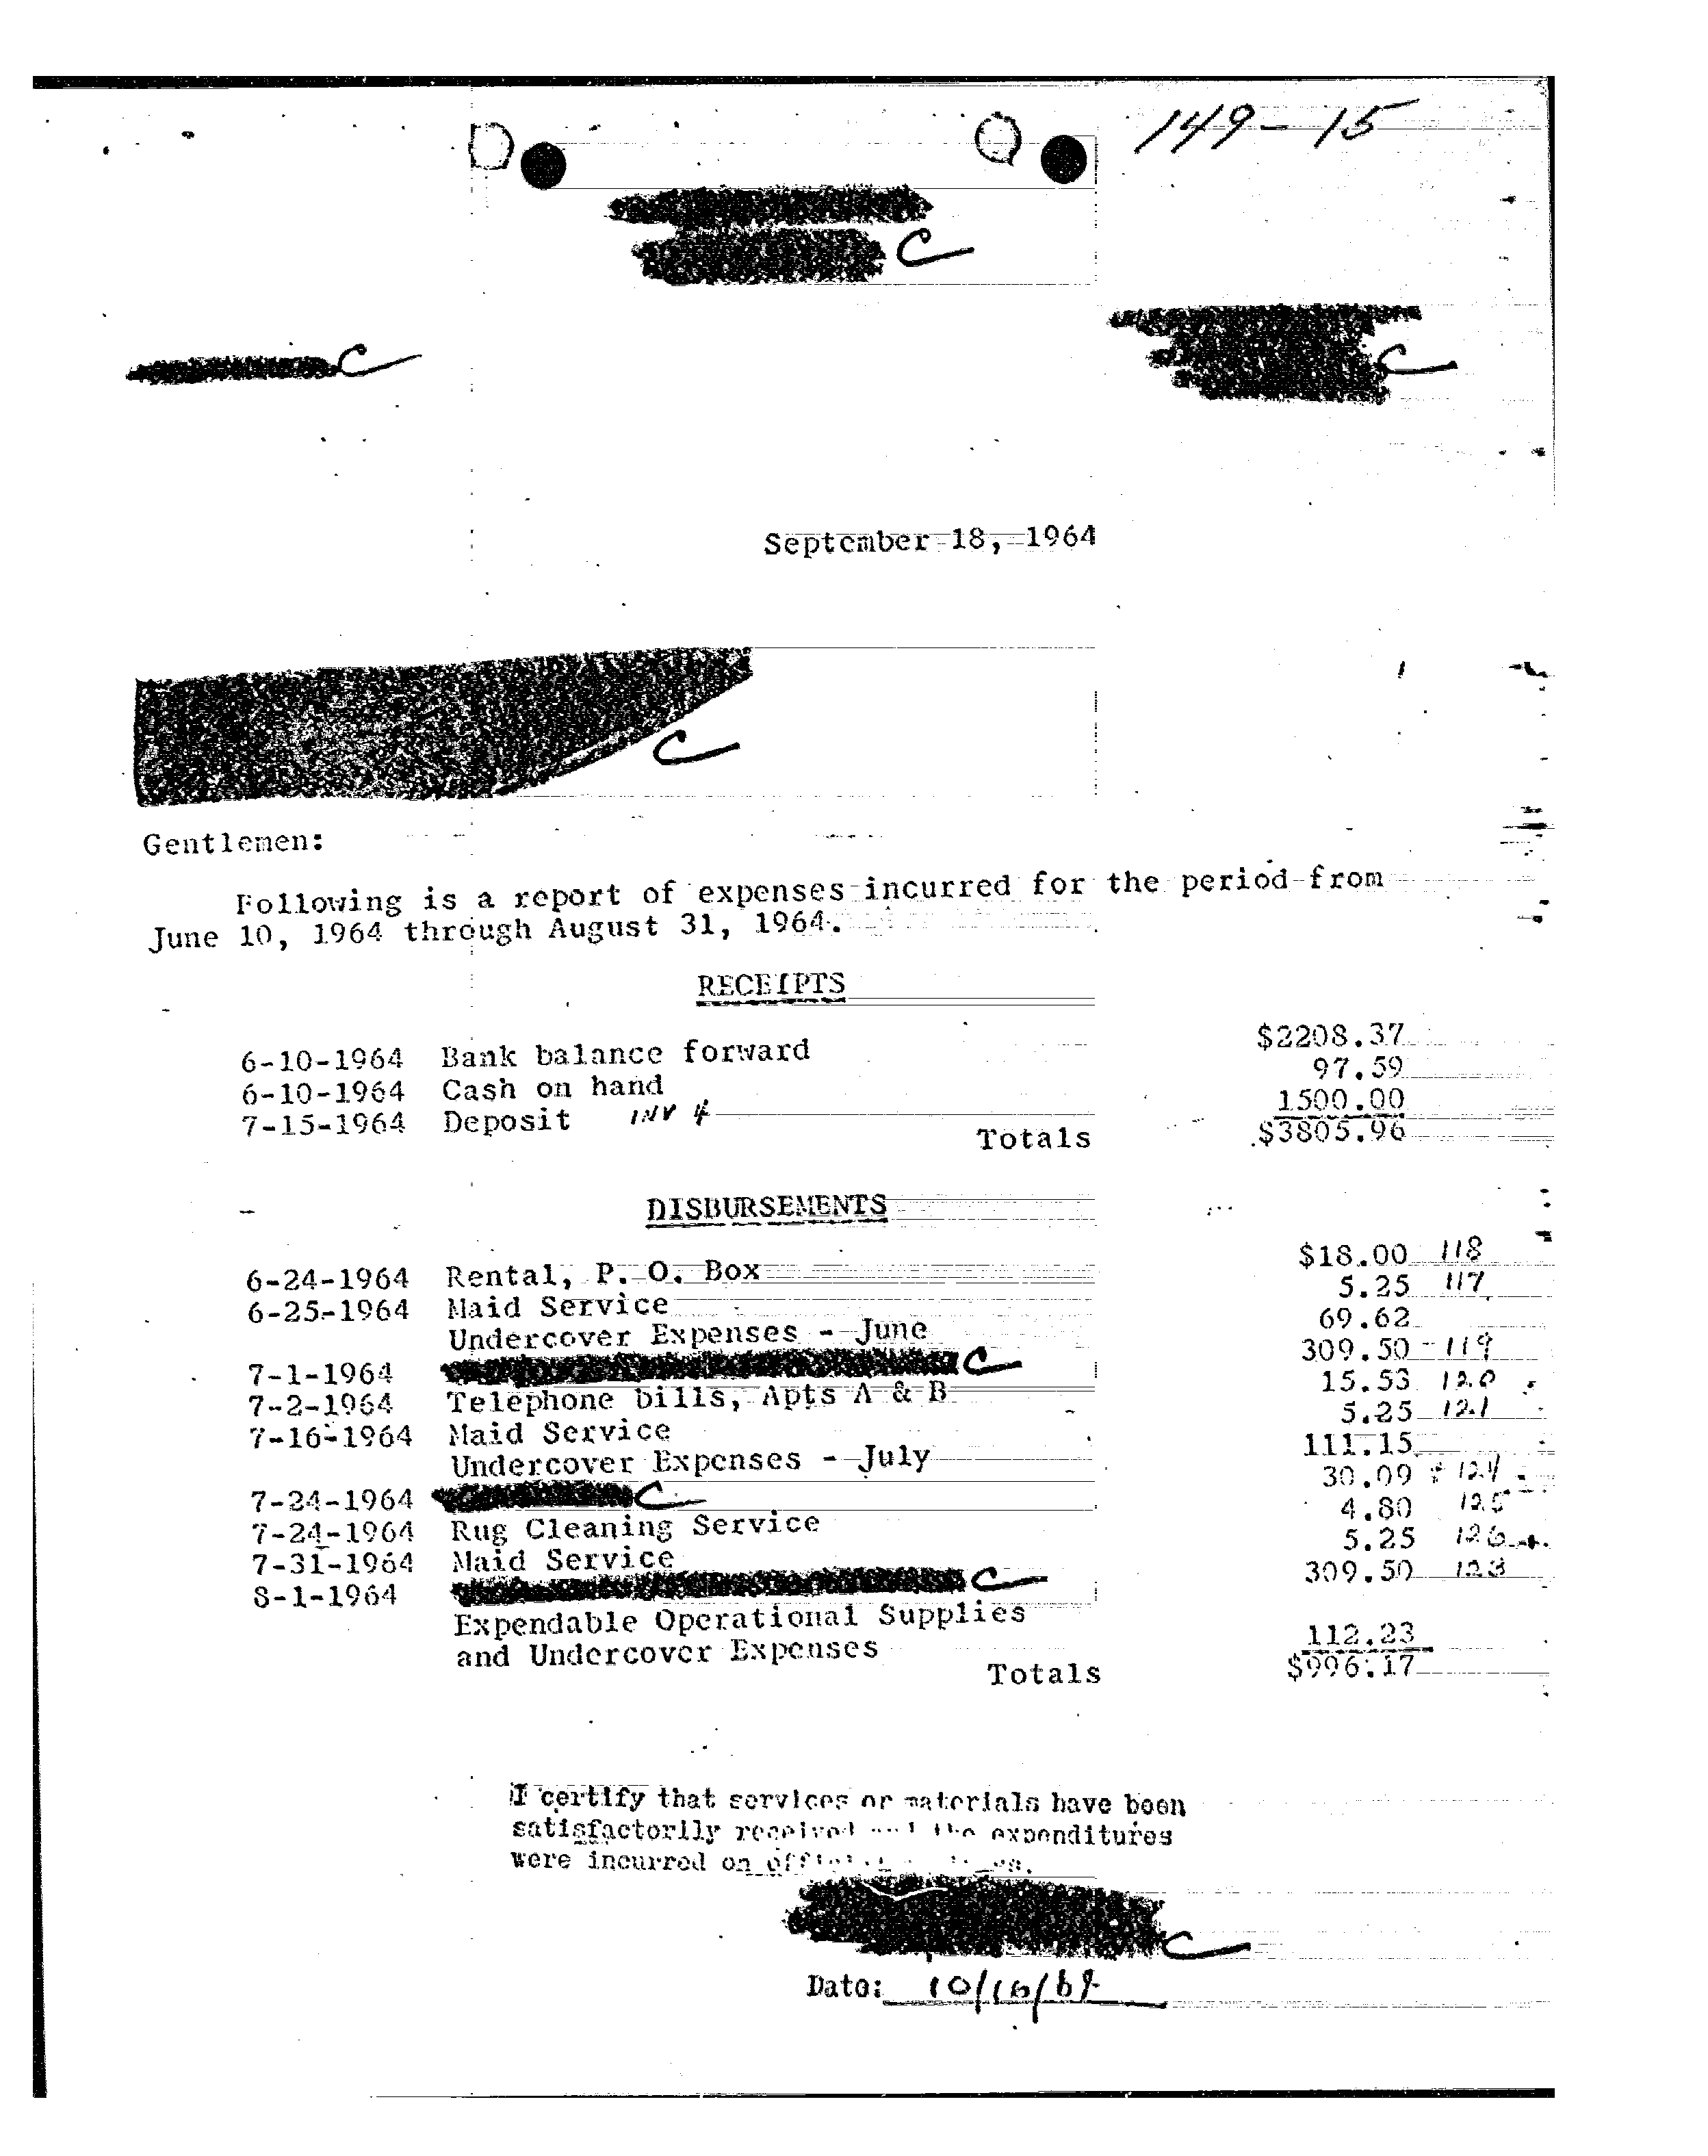 149-15
C
C
C
September 18, 1964
C
Gentlemen:
Following is a report of expenses incurred for the period from
June 10, 1964 through August 31, 1964.
RECEIPTS
6-10-1964 Bank balance forward $2208.37
6-10-1964 Cash on hand 97.59
7-15-1964 Deposit 1500.00
Totals $3805.96
DISBURSEMENTS
6-24-1964 Rental, P. O. Box $18.00 118
6-25-1964 Maid Service 5.25 117
Undercover Expenses - June 69.62
7-1-1964 C 309.50 - 119
7-2-1964 Telephone bills, Apts A & B 15.53 120
7-16-1964 Maid Service 5.25 121
Undercover Expenses - July 111.15
7-24-1964 C 30.09 124
7-24-1964 Rug Cleaning Service 4.80 125
7-31-1964 Maid Service 5.25 126
8-1-1964 C 309.50 123
Expendable Operational Supplies
and Undercover Expenses 112.23
Totals $996.17
I certify that services or materials have been
satisfactorily received and the expenditures
were incurred on
C
Date: 10/16/64